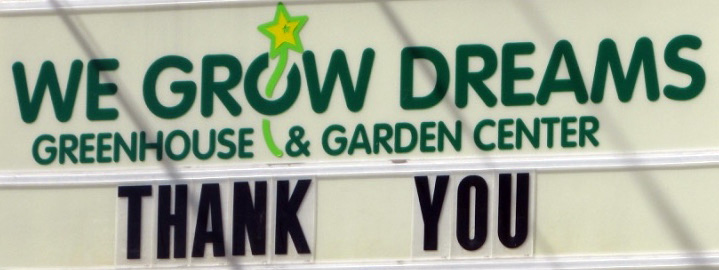 WE GROW DREAMS
GREENHOUSE & GARDEN CENTER
THANK YOU